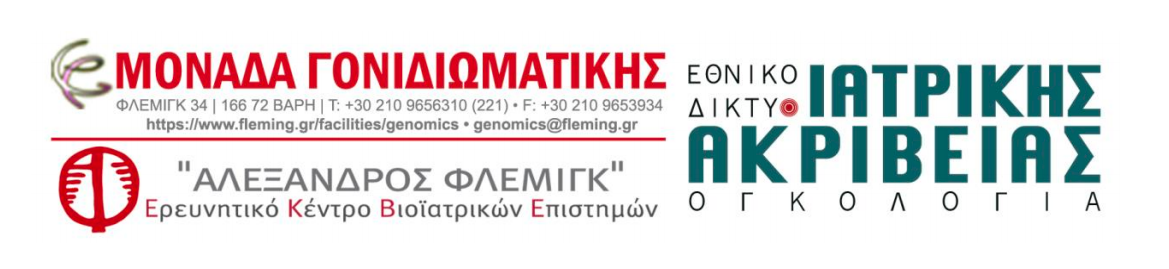 ΜΟΝΑΔΑ ΓΟΝΙΔΙΩΜΑΤΙΚΗΣ
ΦΛΕΜΙΓΚ 34 | 166 72 ΒΑΡΗ | Τ: +30 210 9656310 (221) • F: +30 210 9653934
https://www.fleming.gr/facilities/genomics • genomics@fleming.gr
"ΑΛΕΞΑΝΔΡΟΣ ΦΛΕΜΙΓΚ"
Ερευνητικό Κέντρο Βιοϊατρικών Επιστημών
ΕΘΝΙΚΟ
ΔΙΚΤΥΟ
ΙΑΤΡΙΚΗΣ
ΑΚΡΙΒΕΙΑΣ
ΟΓΚΟΛΟΓΙΑ